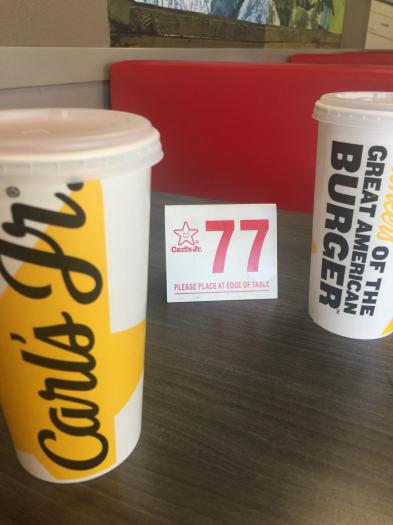 Carl's Jr.®
Carl's Jr.
77
PLEASE PLACE AT EDGE OF TABLE
OF THE
GREAT AMERICAN
BURGER